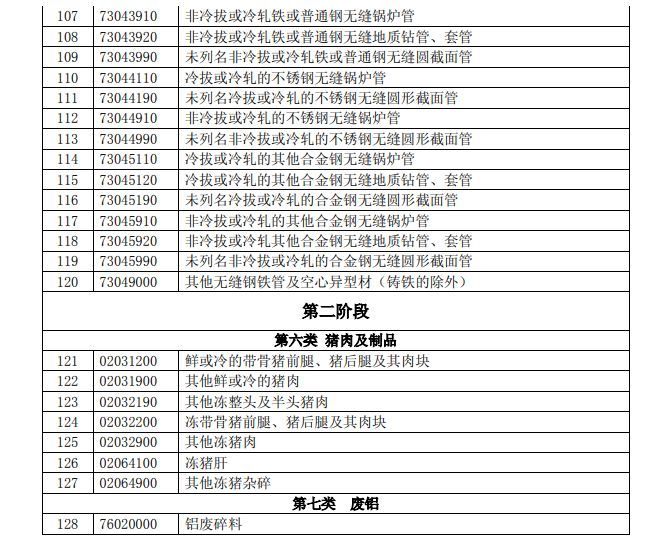 107 73043910 非冷拔或冷轧铁或普通钢无缝锅炉管
108 73043920 非冷拔或冷轧铁或普通钢无缝地质钻管、套管
109 73043990 未列名非冷拔或冷轧铁或普通钢无缝圆截面管
110 73044110 冷拔或冷轧的不锈钢无缝锅炉管
111 73044190 未列名冷拔或冷轧的不锈钢无缝圆形截面管
112 73044910 非冷拔或冷轧的不锈钢无缝锅炉管
113 73044990 未列名非冷拔或冷轧的不锈钢无缝圆形截面管
114 73045110 冷拔或冷轧的其他合金钢无缝锅炉管
115 73045120 冷拔或冷轧的其他合金钢无缝地质钻管、套管
116 73045190 未列名冷拔或冷轧的合金钢无缝圆形截面管
117 73045910 非冷拔或冷轧的其他合金钢无缝锅炉管
118 73045920 非冷拔或冷轧其他合金钢无缝地质钻管、套管
119 73045990 未列名非冷拔或冷轧的合金钢无缝圆形截面管
120 73049000 其他无缝钢铁管及空心异型材（铸铁的除外）
第二阶段
第六类 猪肉及制品
121 02031200 鲜或冷的带骨猪前腿、猪后腿及其肉块
122 02031900 其他鲜或冷的猪肉
123 02032190 其他冻整头及半头猪肉
124 02032200 冻带骨猪前腿、猪后腿及其肉块
125 02032900 其他冻猪肉
126 02064100 冻猪肝
127 02064900 其他冻猪杂碎
第七类 废铝
128 76020000 铝废碎料